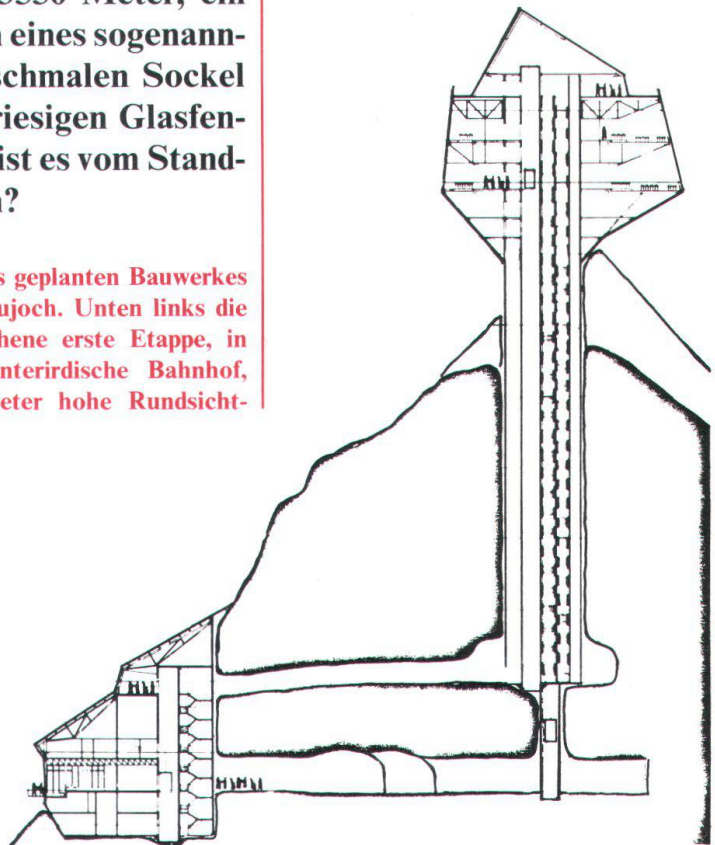 3550 Meter, ein
eines sogenann-
schmalen Sockel
riesigen Glasfen-
ist es vom Stand-
?
s geplanten Bauwerkes
ujoch. Unten links die
hene erste Etappe, in
nterirdische Bahnhof,
eter hohe Rundsicht-